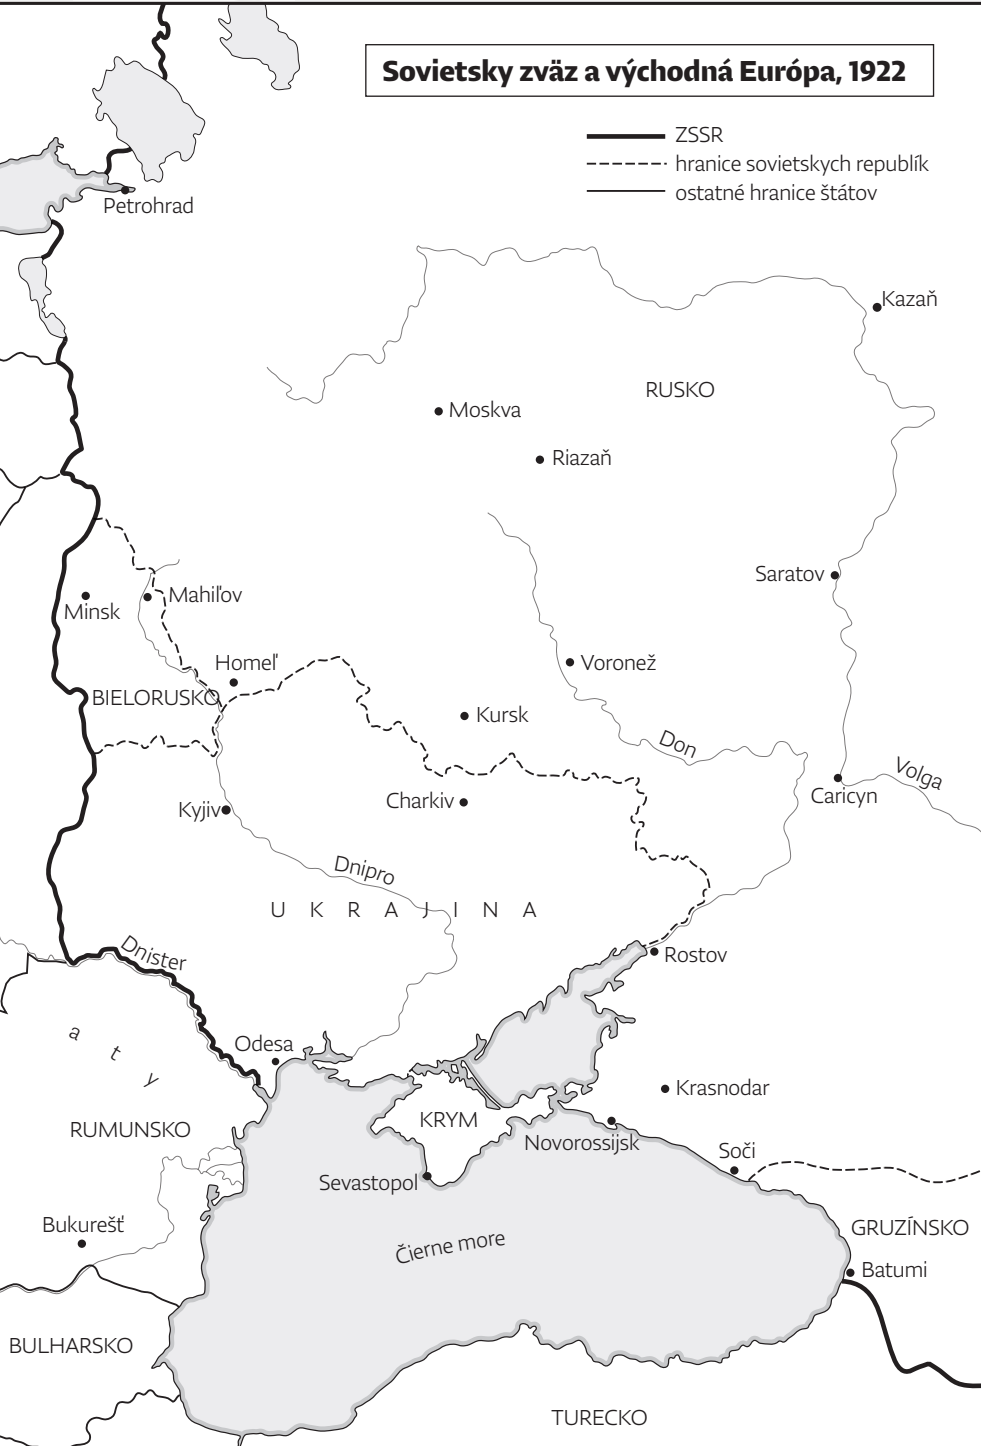 Sovietsky zväz a východná Európa, 1922
ZSSR
hranice sovietskych republík
ostatné hranice štátov
Petrohrad
Kazaň
RUSKO
Moskva
Riazaň
Saratov
Minsk
Mahiľov
Homeľ
Voronež
BIELORUSKO
Kursk
Don
Volga
Caricyn
Kyjiv
Charkiv
Dnipro
UKRAJINA
Dnister
Rostov
a t y
Odesa
Krasnodar
KRYM
RUMUNSKO
Novorossijsk
Soči
Sevastopol
Bukurešť
GRUZÍNSKO
Čierne more
Batumi
BULHARSKO
TURECKO